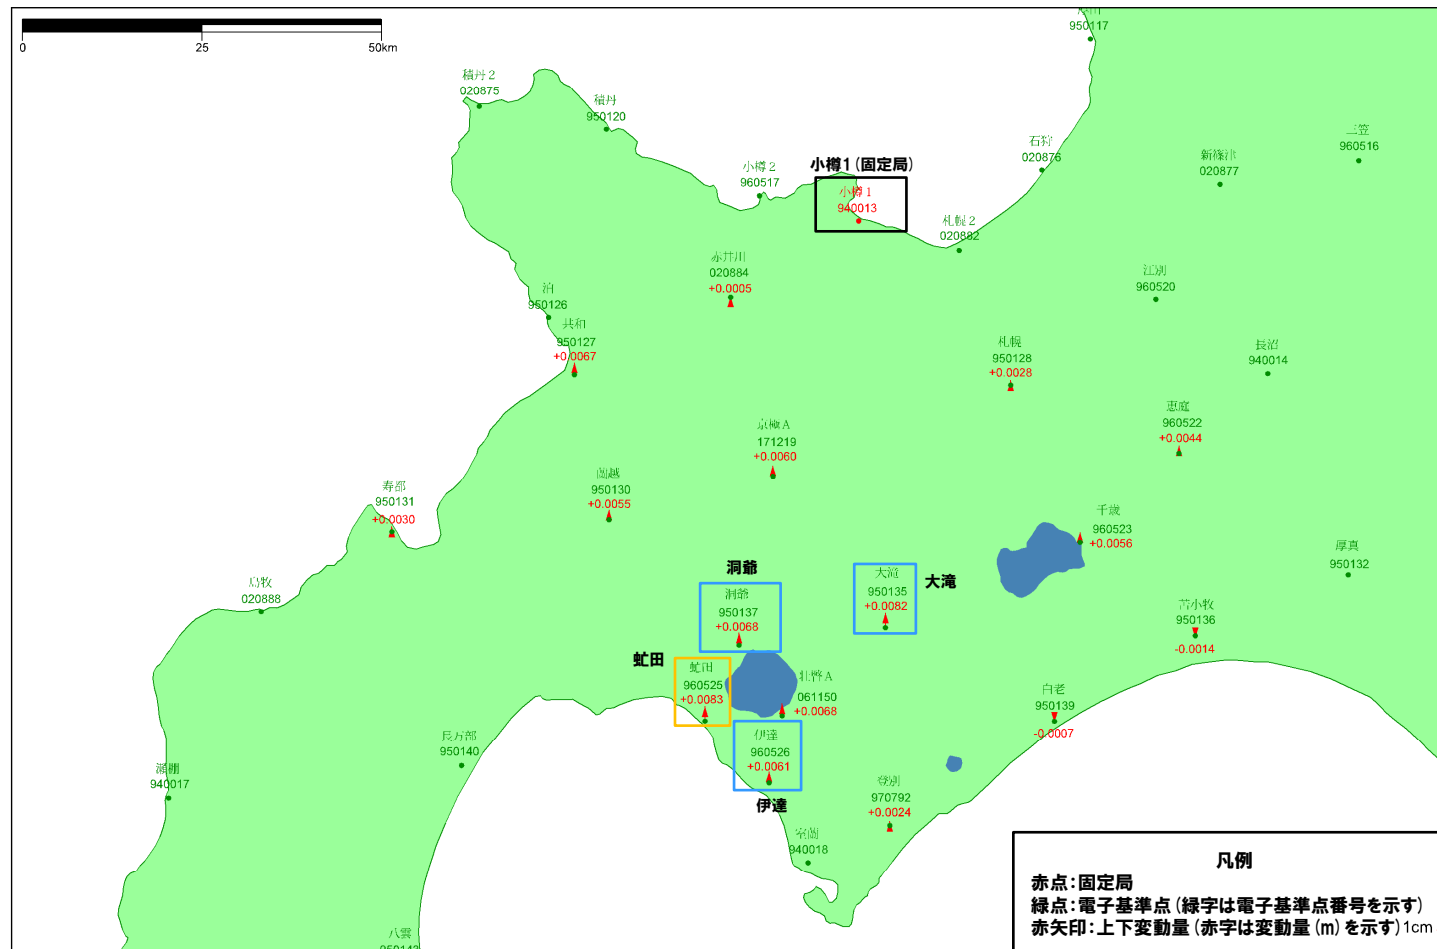 0 25 50km
950117
積丹2
020875
積丹
950120
小樽2
960517
小樽1(固定局)
小樽1
940013
石狩
020876
新篠津
020877
三笠
960516
札幌2
020882
赤井川
020884
+0.0005
江別
960520
泊
950126
共和
950127
+0.0067
札幌
950128
+0.0028
長沼
940014
恵庭
960522
+0.0044
京極A
171219
+0.0060
蘭越
950130
+0.0055
寿都
950131
+0.0030
千歳
960523
+0.0056
厚真
950132
島牧
020888
洞爺
洞爺
950137
+0.0068
大滝
大滝
950135
+0.0082
苫小牧
950136
-0.0014
虻田
虻田
960525
+0.0083
壮瞥A
061150
+0.0068
白老
950139
-0.0007
長万部
950140
伊達
960526
+0.0061
伊達
瀬棚
940017
登別
970792
+0.0024
室蘭
940018
八雲
950143
凡例
赤点:固定局
緑点:電子基準点(緑字は電子基準点番号を示す)
赤矢印:上下変動量(赤字は変動量(m)を示す)1cm